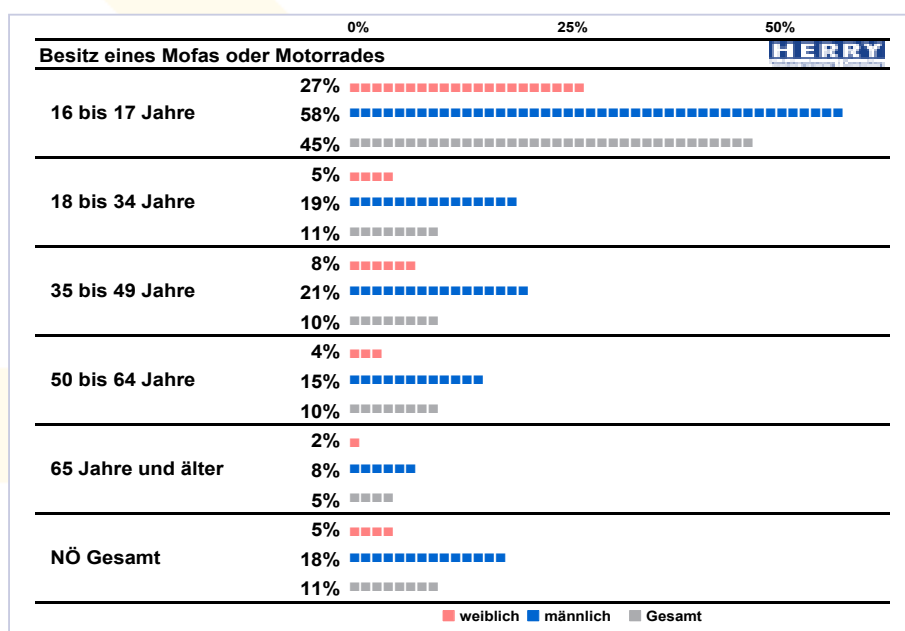 0% 25% 50%
Besitz eines Mofas oder Motorrades HERRY
27%
16 bis 17 Jahre 58%
45%
5%
18 bis 34 Jahre 19%
11%
8%
35 bis 49 Jahre 21%
10%
4%
50 bis 64 Jahre 15%
10%
2%
65 Jahre und älter 8%
5%
5%
NÖ Gesamt 18%
11%
weiblich männlich Gesamt